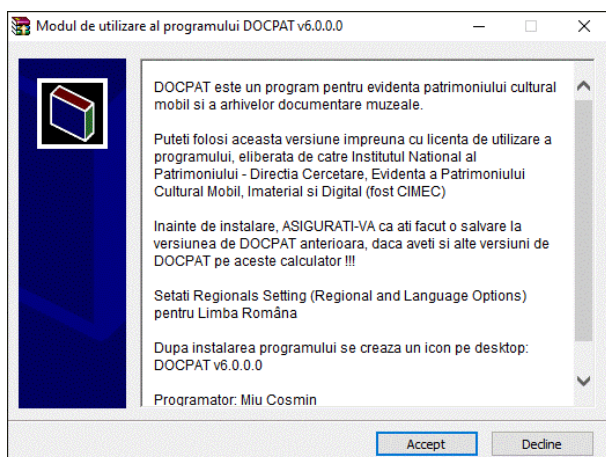 Modul de utilizare al programului DOCPAT v6.0.0.0
DOCPAT este un program pentru evidenta patrimoniului cultural
mobil si a arhivelor documentare muzeale.
Puteti folosi aceasta versiune impreuna cu licenta de utilizare a
programului, eliberata de catre Institutul National al
Patrimoniului - Directia Cercetare, Evidenta a Patrimoniului
Cultural Mobil, Imaterial si Digital (fost CIMEC)
Inainte de instalare, ASIGURATI-VA ca ati facut o salvare la
versiunea de DOCPAT anterioara, daca aveti si alte versiuni de
DOCPAT pe aceste calculator !!!
Setati Regionals Setting (Regional and Language Options)
pentru Limba Româna
Dupa instalarea programului se creaza un icon pe desktop:
DOCPAT v6.0.0.0
Programator: Miu Cosmin
Accept
Decline